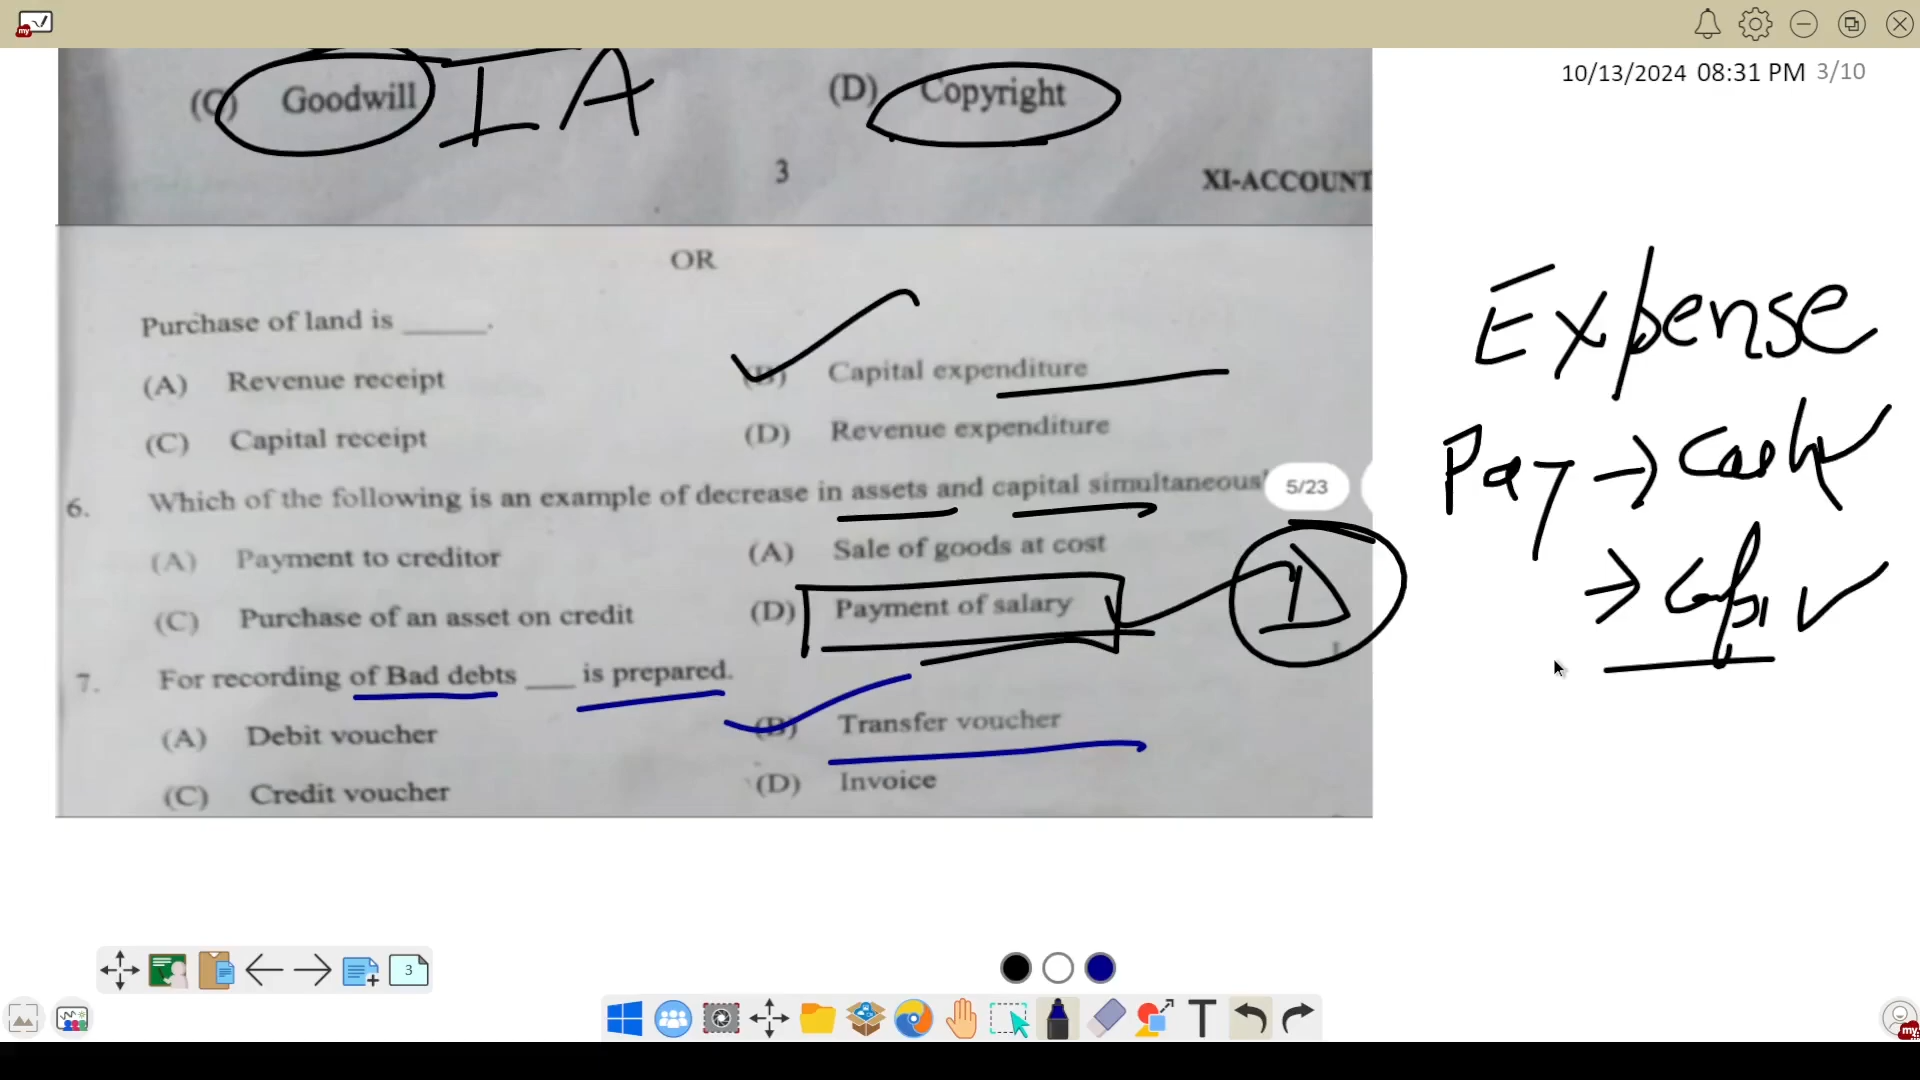 my
10/13/2024 08:31 PM 3/10
(C) Goodwill IA (D) Copyright
3
XI-ACCOUNT
OR
Purchase of land is ______.
(A) Revenue receipt (B) Capital expenditure
(C) Capital receipt (D) Revenue expenditure
6. Which of the following is an example of decrease in assets and capital simultaneous
5/23
(A) Payment to creditor (A) Sale of goods at cost
(C) Purchase of an asset on credit (D) Payment of salary
D
7. For recording of Bad debts ____ is prepared.
(A) Debit voucher (B) Transfer voucher
(C) Credit voucher (D) Invoice
Expense
Pay → Cash
→
3
T
my